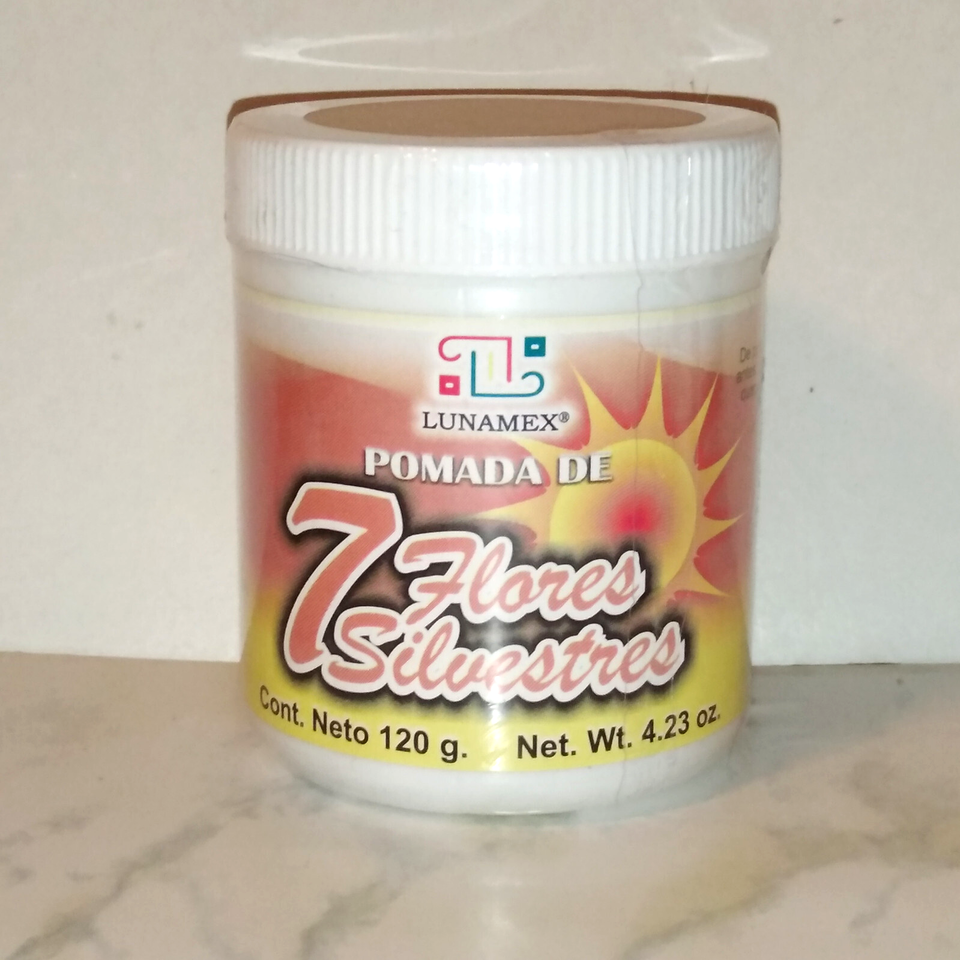 LUNAMEX®
POMADA DE
7 Flores
Silvestres
Cont. Neto 120 g. Net. Wt. 4.23 oz.